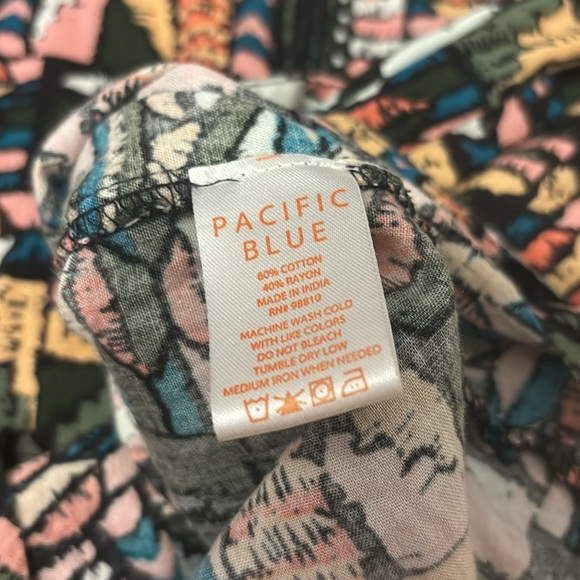 PACIFIC
BLUE
60% COTTON
40% RAYON
MADE IN INDIA
RN# 98810
MACHINE WASH COLD
WITH LIKE COLORS
DO NOT BLEACH
TUMBLE DRY LOW
MEDIUM IRON WHEN NEEDED